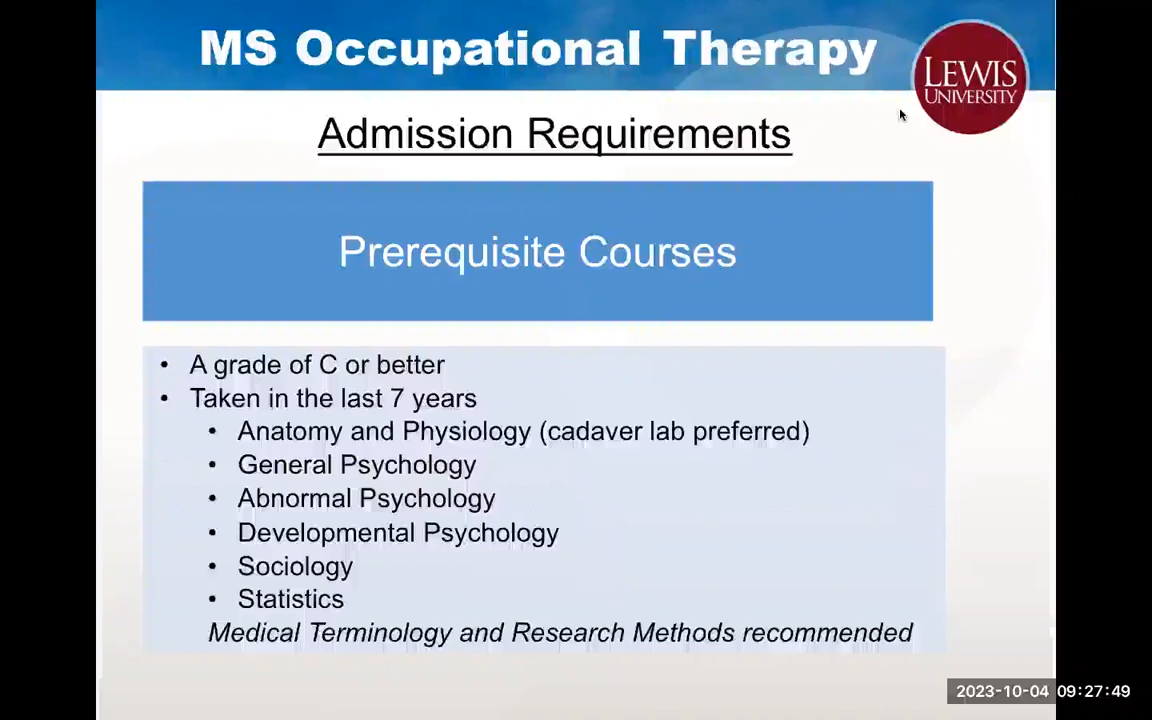 MS Occupational Therapy
LEWIS
UNIVERSITY
Admission Requirements
Prerequisite Courses
• A grade of C or better
• Taken in the last 7 years
• Anatomy and Physiology (cadaver lab preferred)
• General Psychology
• Abnormal Psychology
• Developmental Psychology
• Sociology
• Statistics
Medical Terminology and Research Methods recommended
2023-10-04 09:27:49